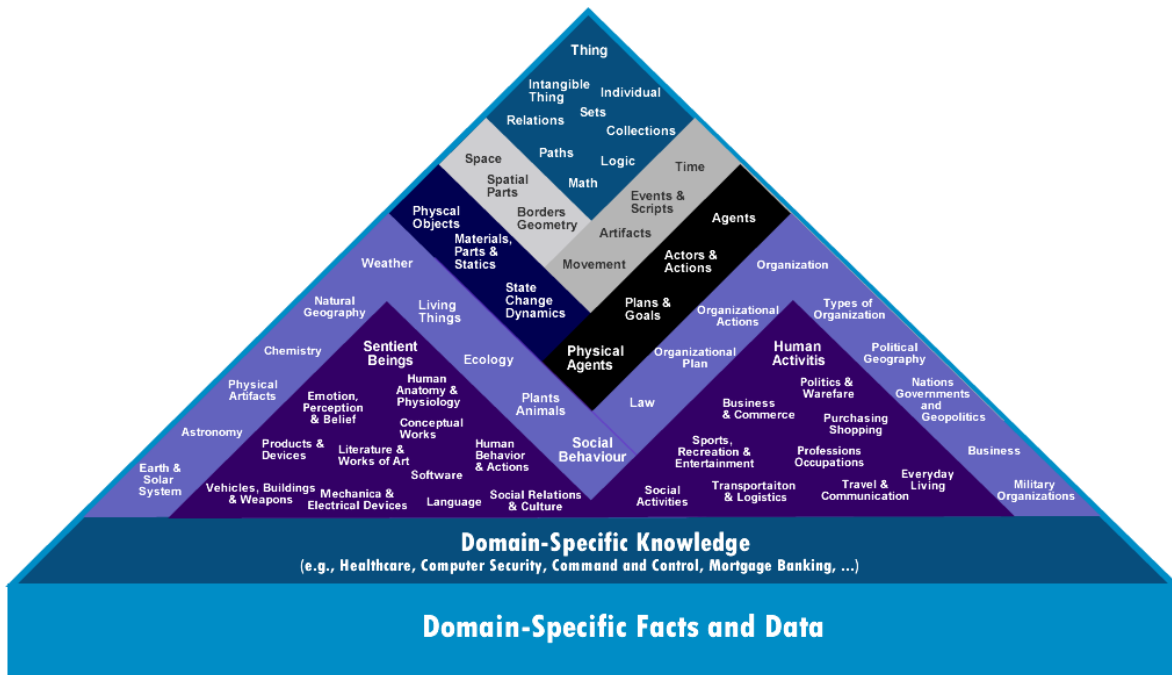 Thing
Intangible
Thing
Individual
Sets
Relations
Collections
Paths
Logic
Math
Space
Spatial
Parts
Borders
Geometry
Time
Events &
Scripts
Artifacts
Movement
Physcal
Objects
Materials,
Parts &
Statics
State
Change
Dynamics
Agents
Actors &
Actions
Plans &
Goals
Physical
Agents
Weather
Natural
Geography
Living
Things
Chemistry
Ecology
Physical
Artifacts
Plants
Animals
Astronomy
Social
Behaviour
Earth &
Solar
System
Organization
Organizational
Actions
Types of
Organization
Organizational
Plan
Political
Geography
Law
Nations
Governments
and
Geopolitics
Business
Military
Organizations
Sentient
Beings
Human
Anatomy &
Physiology
Emotion,
Perception
& Belief
Conceptual
Works
Products &
Devices
Literature &
Works of Art
Human
Behavior
& Actions
Software
Vehicles, Buildings
& Weapons
Mechanica &
Electrical Devices
Language
Social Relations
& Culture
Human
Activitis
Politics &
Warefare
Business
& Commerce
Purchasing
Shopping
Sports,
Recreation &
Entertainment
Professions
Occupations
Everyday
Living
Social
Activities
Transportaiton
& Logistics
Travel &
Communication
Domain-Specific Knowledge
(e.g., Healthcare, Computer Security, Command and Control, Mortgage Banking, ...)
Domain-Specific Facts and Data